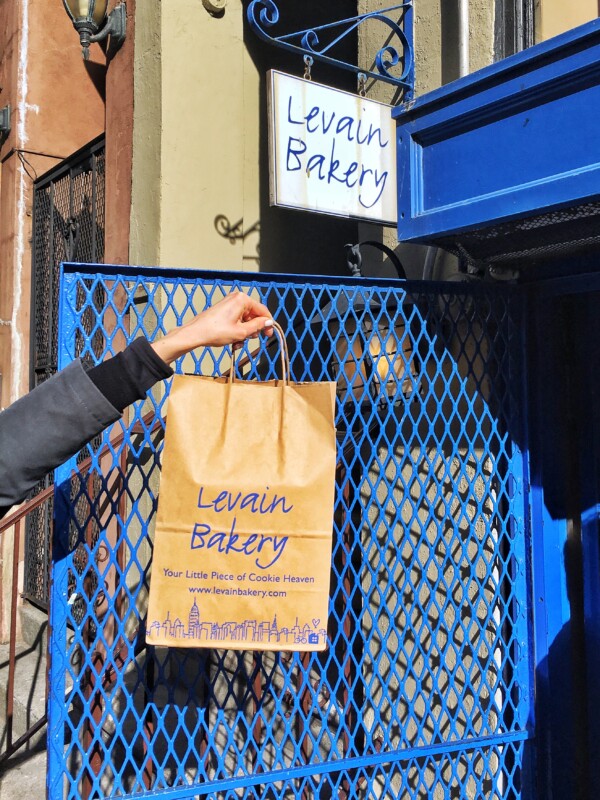 Levain
Bakery
Levain
Bakery
Your Little Piece of Cookie Heaven
www.levainbakery.com